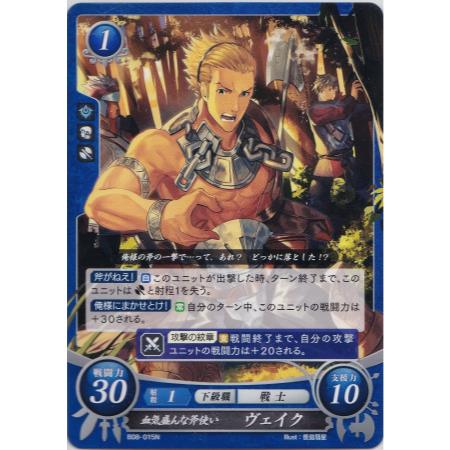 1
俺様の斧の一撃で…って、あれ? どっかに落とした!?
斧がねえ! 自 このユニットが出撃した時、ターン終了まで、このユニットは と射程1を失う。
俺様にまかせとけ! 常 自分のターン中、このユニットの戦闘力は+30される。
攻撃の紋章 戦闘終了まで、自分の攻撃ユニットの戦闘力は+20される。
戦闘力 30
射程 1
下級職
戦士
支援力 10
血気盛んな斧使い ヴェイク
B08-015N
Illust: